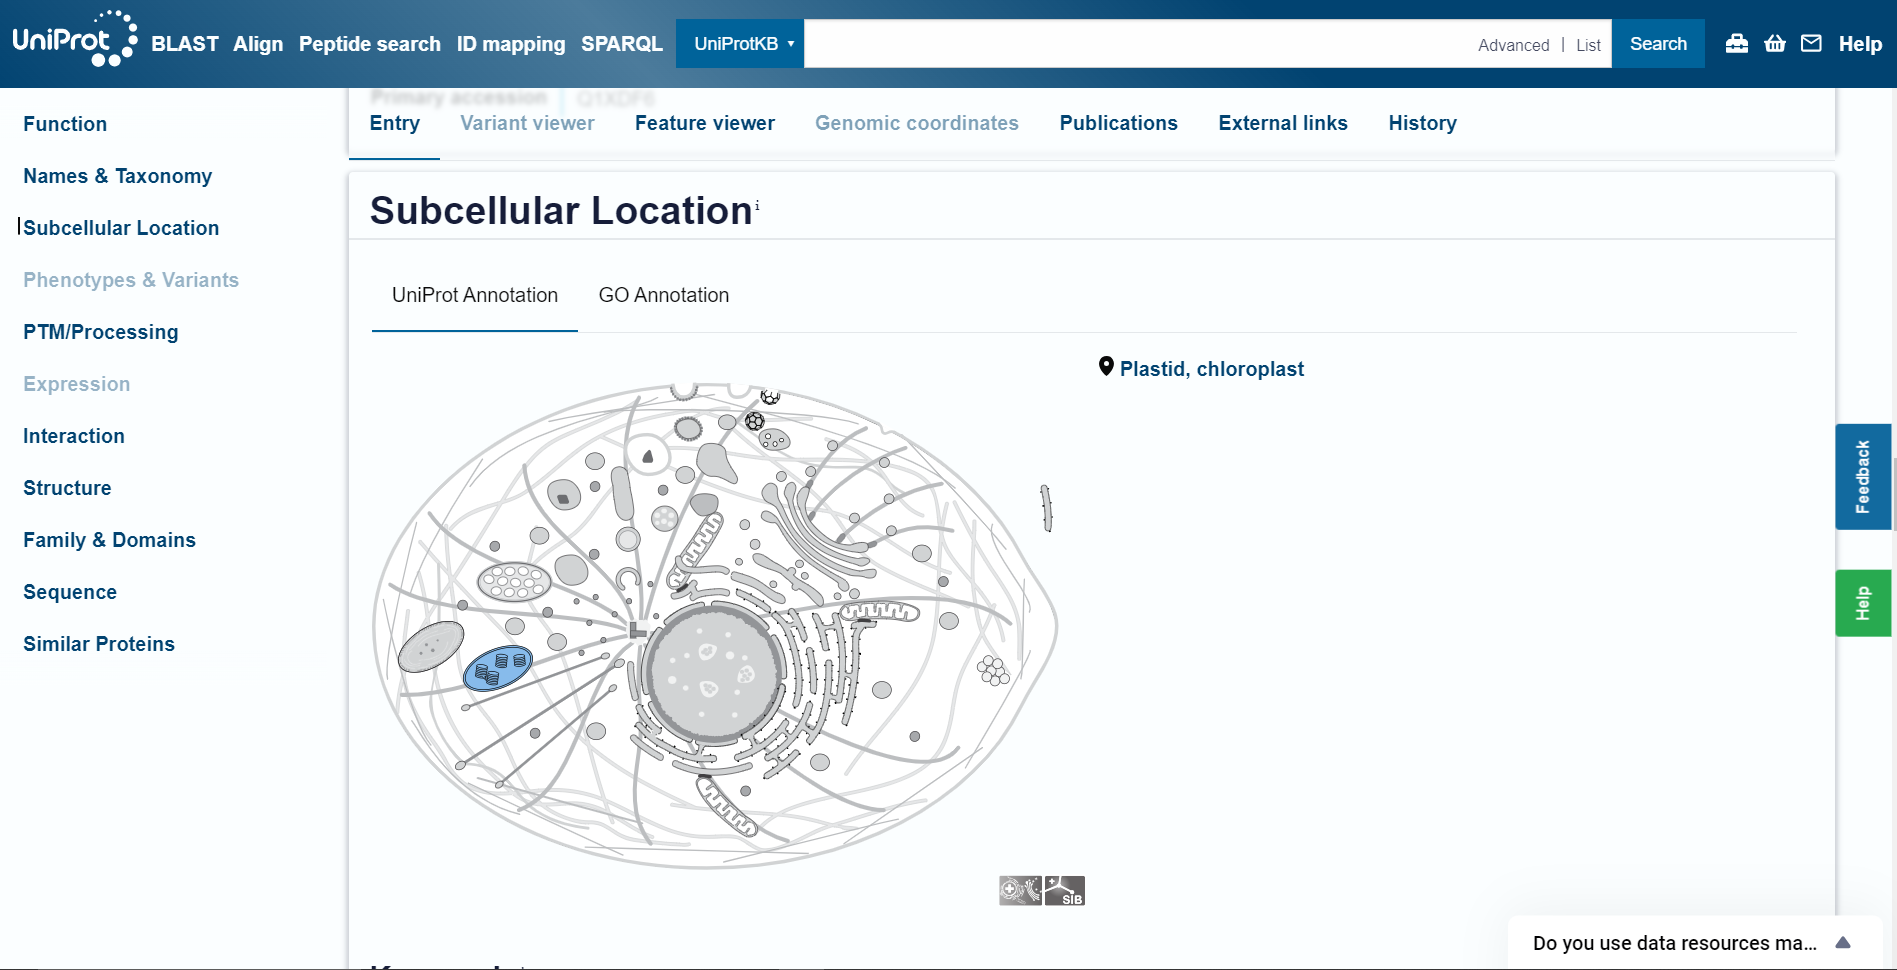 UniProt BLAST Align Peptide search ID mapping SPARQL UniProtKB Advanced | List Search Help
Primary accession Q1XDF6
Entry Variant viewer Feature viewer Genomic coordinates Publications External links History
Function
Names & Taxonomy
Subcellular Location
Phenotypes & Variants
PTM/Processing
Expression
Interaction
Structure
Family & Domains
Sequence
Similar Proteins
Subcellular Location i
UniProt Annotation GO Annotation
Plastid, chloroplast
SIB
Feedback
Help
Do you use data resources ma...